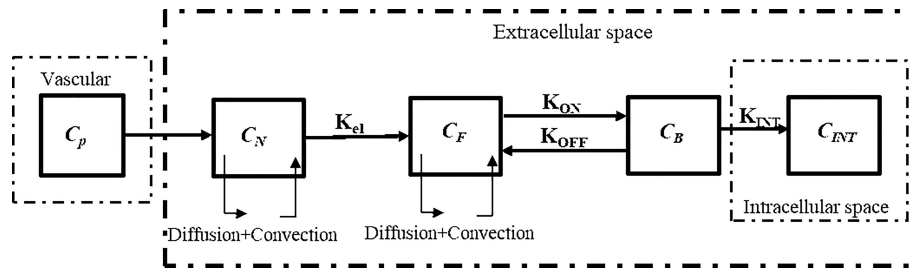 Extracellular space
Vascular
C_p
C_N
K_el
C_F
K_ON
K_OFF
C_B
K_INT
C_INT
Intracellular space
Diffusion+Convection
Diffusion+Convection